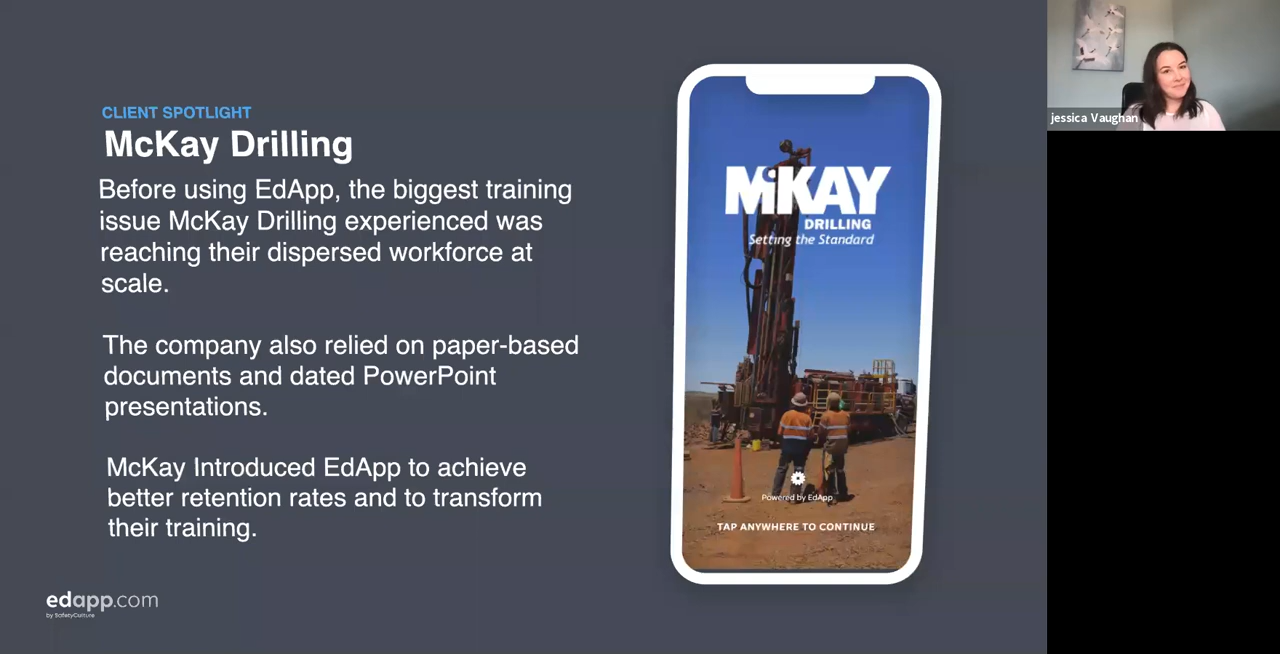 CLIENT SPOTLIGHT
McKay Drilling
Before using EdApp, the biggest training
issue McKay Drilling experienced was
reaching their dispersed workforce at
scale.
The company also relied on paper-based
documents and dated PowerPoint
presentations.
McKay Introduced EdApp to achieve
better retention rates and to transform
their training.
edapp.com
by SafetyCulture
McKAY
DRILLING
Setting the Standard
Powered by EdApp
TAP ANYWHERE TO CONTINUE
jessica Vaughan